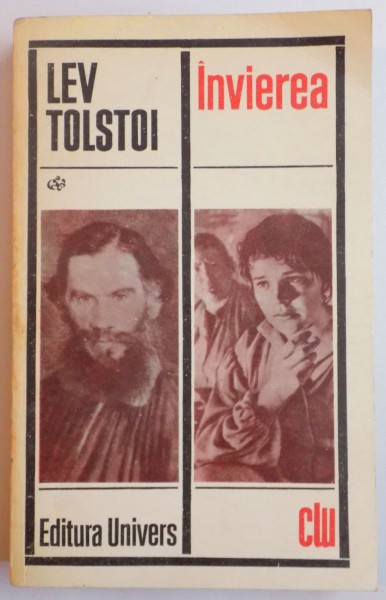 LEV
TOLSTOI
Învierea
Editura Univers
clu